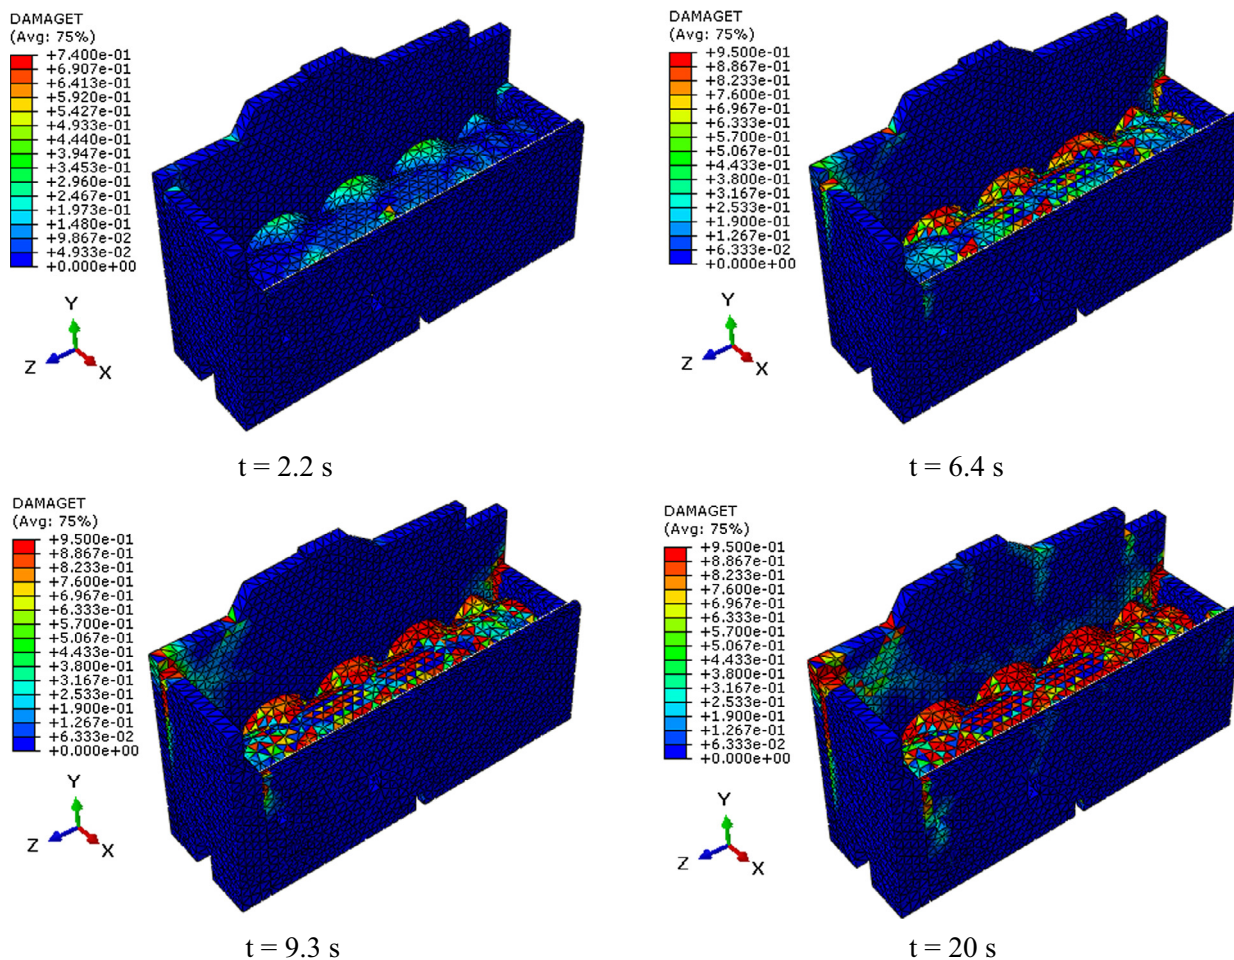 DAMAGET
(Avg: 75%)
+7.400e-01
+6.907e-01
+6.413e-01
+5.920e-01
+5.427e-01
+4.933e-01
+4.440e-01
+3.947e-01
+3.453e-01
+2.960e-01
+2.467e-01
+1.973e-01
+1.480e-01
+9.867e-02
+4.933e-02
+0.000e+00
Y
Z
X
t = 2.2 s
DAMAGET
(Avg: 75%)
+9.500e-01
+8.867e-01
+8.233e-01
+7.600e-01
+6.967e-01
+6.333e-01
+5.700e-01
+5.067e-01
+4.433e-01
+3.800e-01
+3.167e-01
+2.533e-01
+1.900e-01
+1.267e-01
+6.333e-02
+0.000e+00
Y
Z
X
t = 6.4 s
DAMAGET
(Avg: 75%)
+9.500e-01
+8.867e-01
+8.233e-01
+7.600e-01
+6.967e-01
+6.333e-01
+5.700e-01
+5.067e-01
+4.433e-01
+3.800e-01
+3.167e-01
+2.533e-01
+1.900e-01
+1.267e-01
+6.333e-02
+0.000e+00
Y
Z
X
t = 9.3 s
DAMAGET
(Avg: 75%)
+9.500e-01
+8.867e-01
+8.233e-01
+7.600e-01
+6.967e-01
+6.333e-01
+5.700e-01
+5.067e-01
+4.433e-01
+3.800e-01
+3.167e-01
+2.533e-01
+1.900e-01
+1.267e-01
+6.333e-02
+0.000e+00
Y
Z
X
t = 20 s